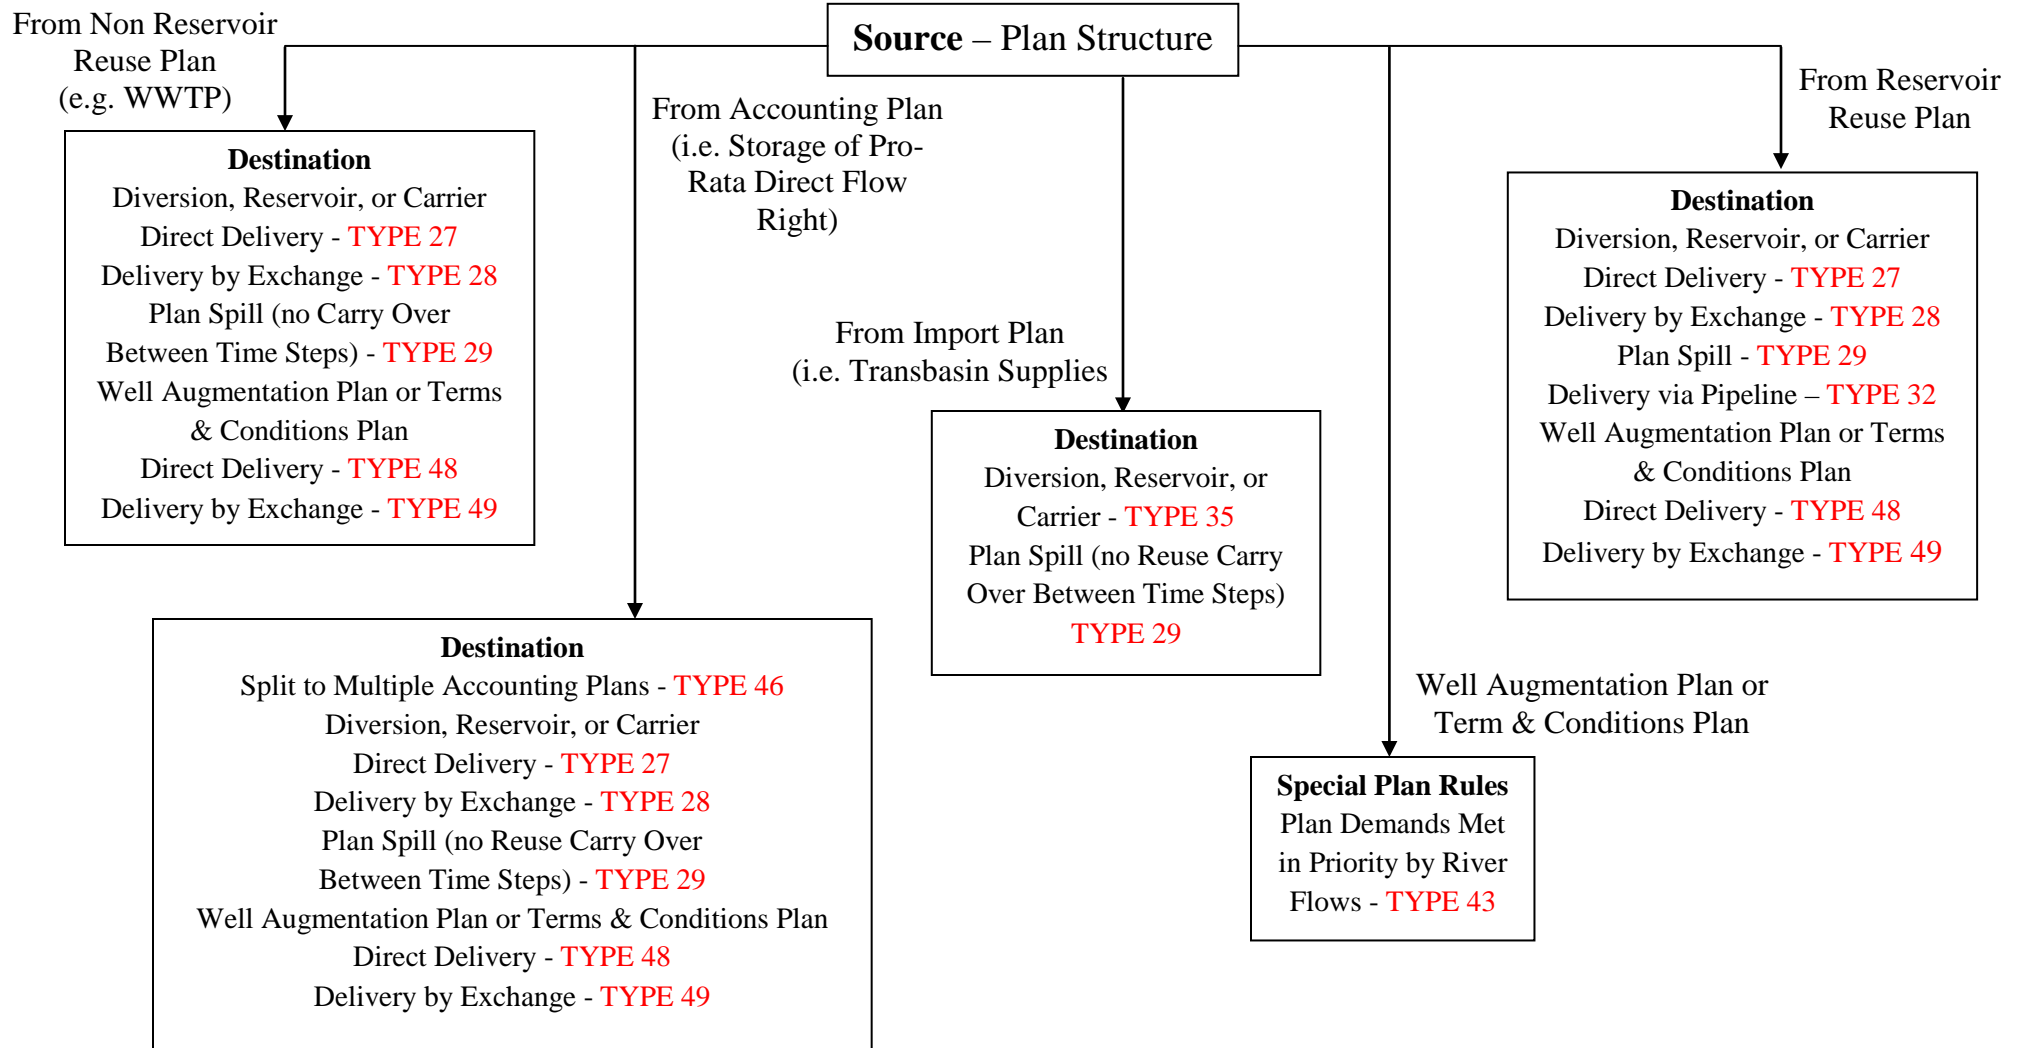 Source – Plan Structure
From Non Reservoir
Reuse Plan
(e.g. WWTP)
Destination
Diversion, Reservoir, or Carrier
Direct Delivery - TYPE 27
Delivery by Exchange - TYPE 28
Plan Spill (no Carry Over
Between Time Steps) - TYPE 29
Well Augmentation Plan or Terms
& Conditions Plan
Direct Delivery - TYPE 48
Delivery by Exchange - TYPE 49
From Accounting Plan
(i.e. Storage of Pro-
Rata Direct Flow
Right)
Destination
Split to Multiple Accounting Plans - TYPE 46
Diversion, Reservoir, or Carrier
Direct Delivery - TYPE 27
Delivery by Exchange - TYPE 28
Plan Spill (no Reuse Carry Over
Between Time Steps) - TYPE 29
Well Augmentation Plan or Terms & Conditions Plan
Direct Delivery - TYPE 48
Delivery by Exchange - TYPE 49
From Import Plan
(i.e. Transbasin Supplies
Destination
Diversion, Reservoir, or
Carrier - TYPE 35
Plan Spill (no Reuse Carry
Over Between Time Steps)
TYPE 29
Well Augmentation Plan or
Term & Conditions Plan
Special Plan Rules
Plan Demands Met
in Priority by River
Flows - TYPE 43
From Reservoir
Reuse Plan
Destination
Diversion, Reservoir, or Carrier
Direct Delivery - TYPE 27
Delivery by Exchange - TYPE 28
Plan Spill - TYPE 29
Delivery via Pipeline – TYPE 32
Well Augmentation Plan or Terms
& Conditions Plan
Direct Delivery - TYPE 48
Delivery by Exchange - TYPE 49